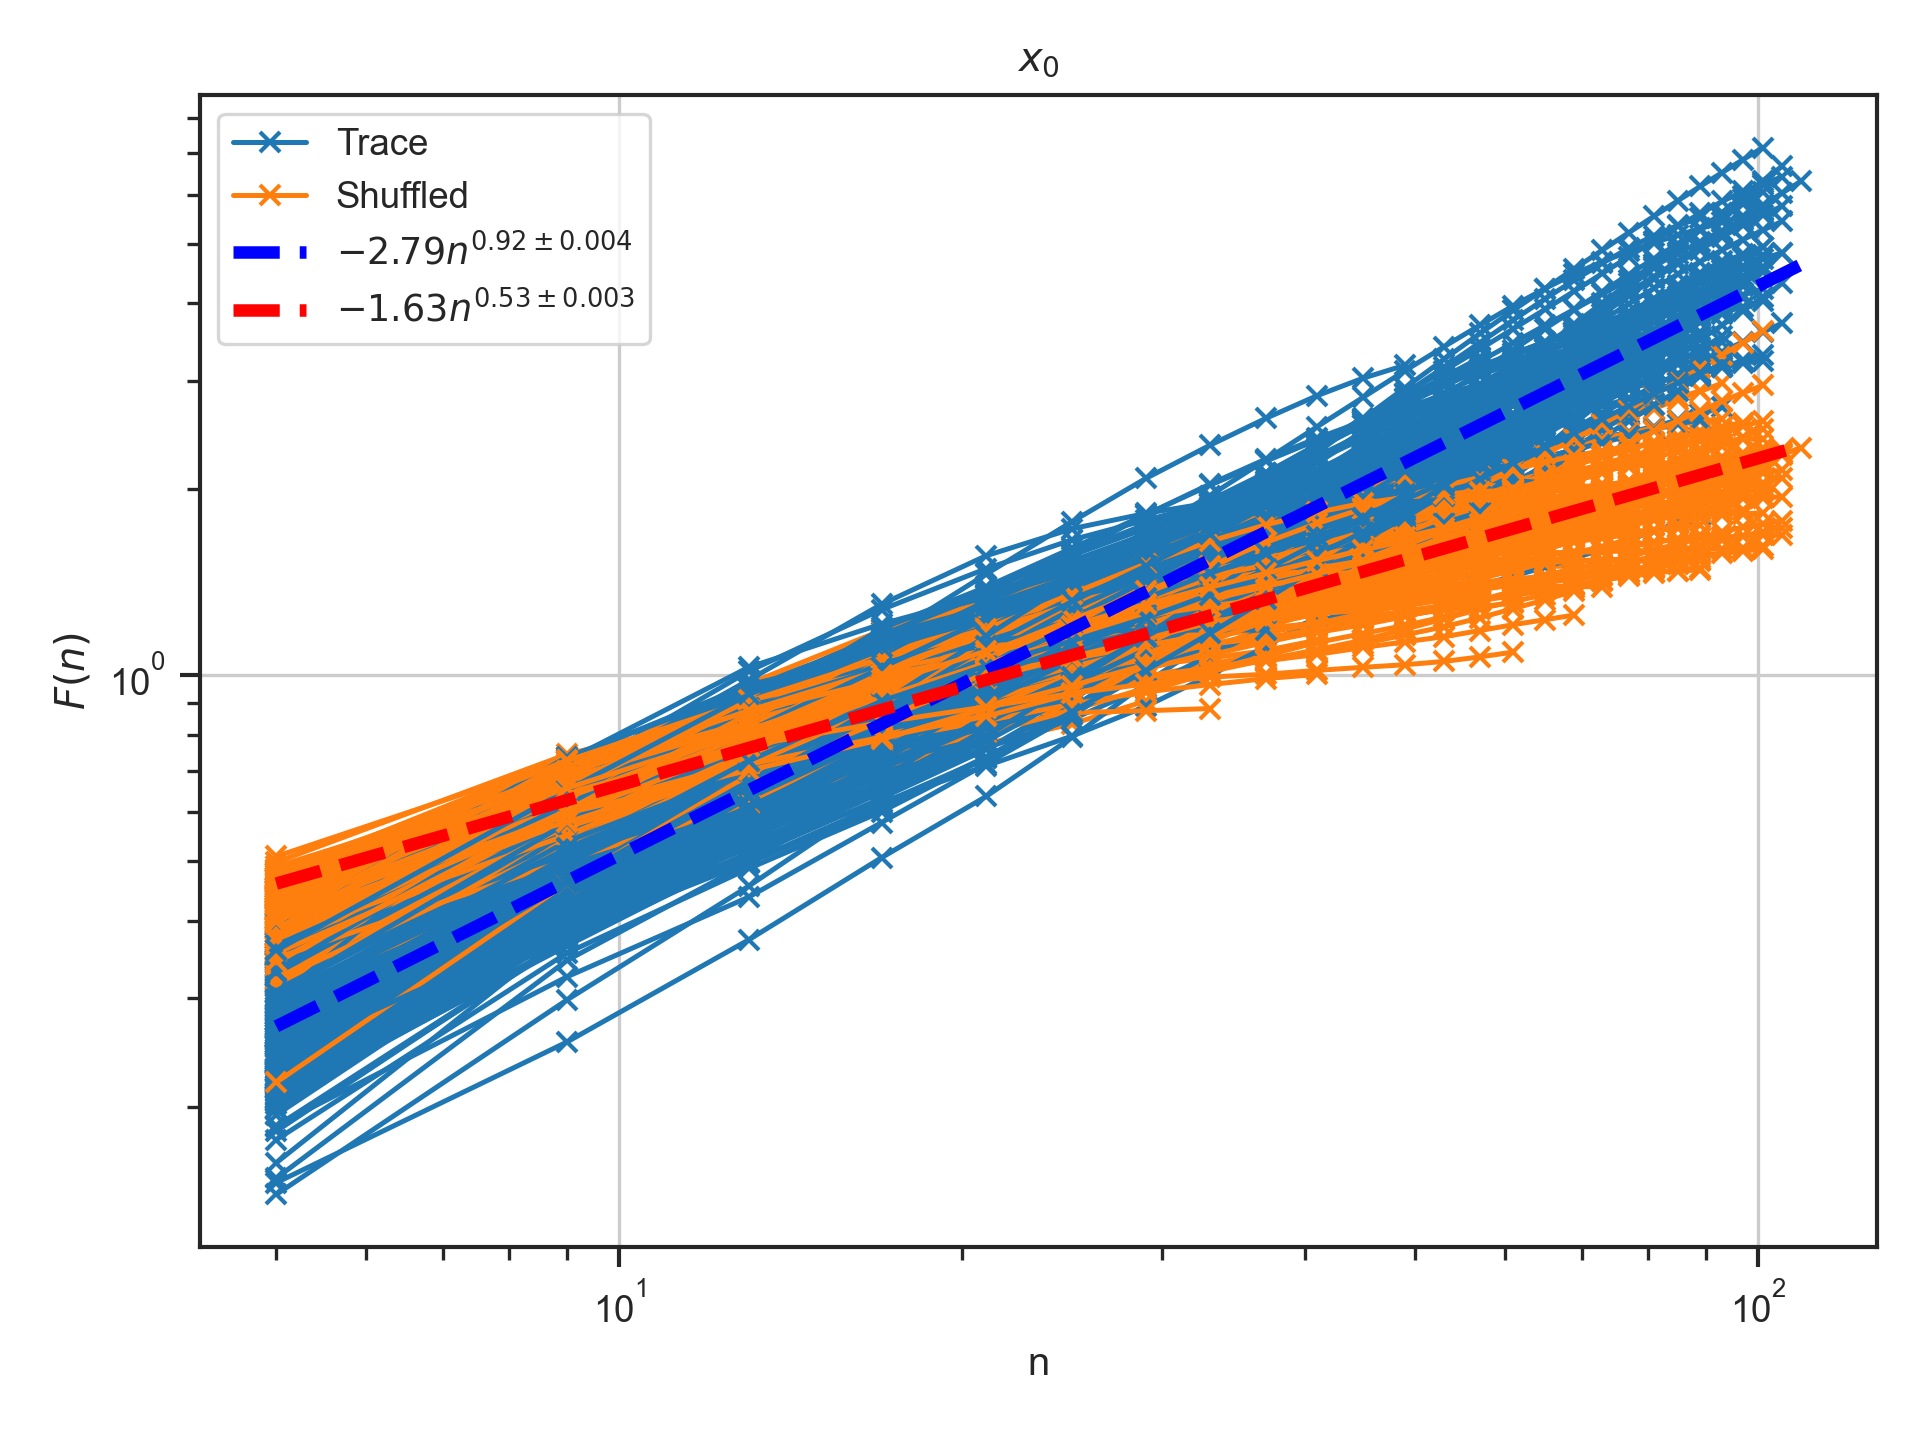 x₀
Trace
Shuffled
−2.79n^{0.92 ± 0.004}
−1.63n^{0.53 ± 0.003}
F(n)
10⁰
10¹
10²
n